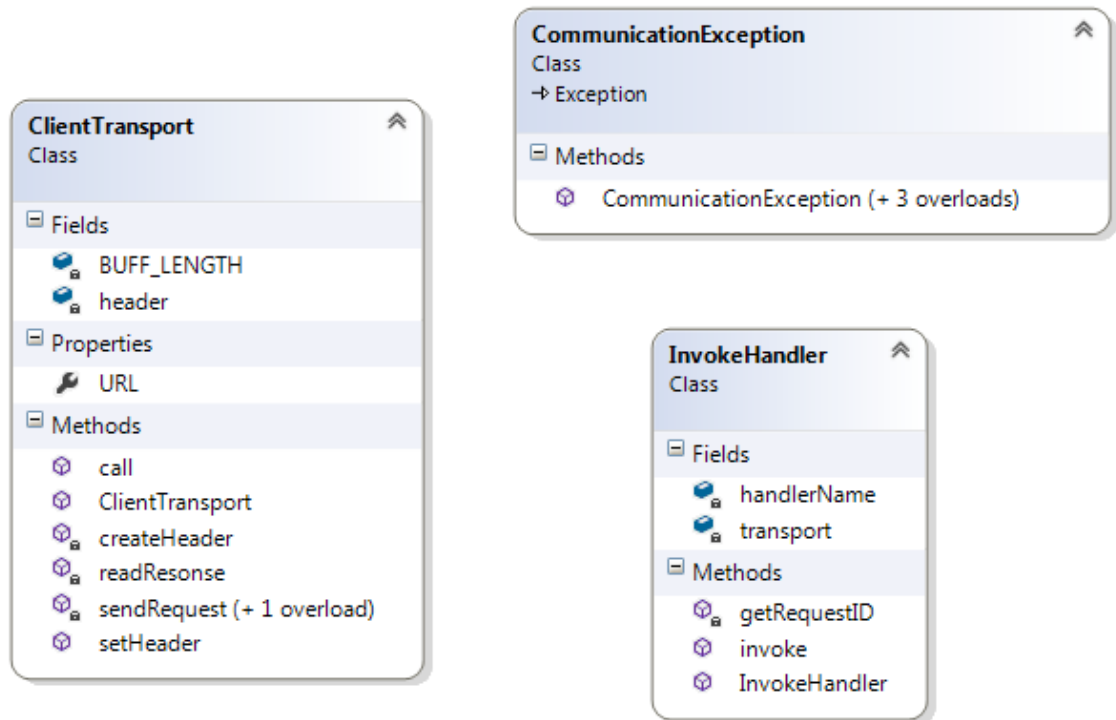 CommunicationException
Class
Exception
Methods
CommunicationException (+ 3 overloads)
ClientTransport
Class
Fields
BUFF_LENGTH
header
Properties
URL
Methods
call
ClientTransport
createHeader
readResonse
sendRequest (+ 1 overload)
setHeader
InvokeHandler
Class
Fields
handlerName
transport
Methods
getRequestID
invoke
InvokeHandler